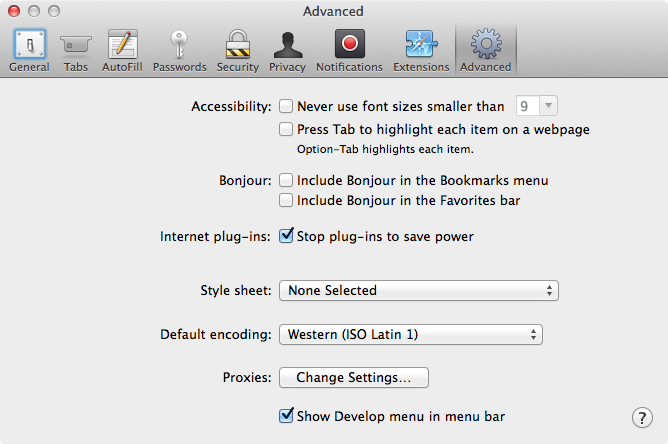 Advanced
General Tabs AutoFill Passwords Security Privacy Notifications Extensions Advanced
Accessibility: Never use font sizes smaller than 9
Press Tab to highlight each item on a webpage
Option-Tab highlights each item.
Bonjour: Include Bonjour in the Bookmarks menu
Include Bonjour in the Favorites bar
Internet plug-ins: Stop plug-ins to save power
Style sheet: None Selected
Default encoding: Western (ISO Latin 1)
Proxies: Change Settings...
Show Develop menu in menu bar ?